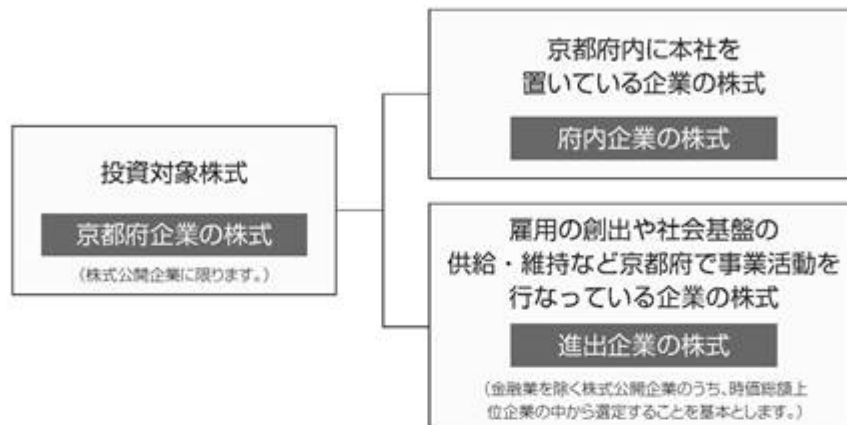 投資対象株式
京都府企業の株式
(株式公開企業に限ります。)
京都府内に本社を
置いている企業の株式
府内企業の株式
雇用の創出や社会基盤の
供給・維持など京都府で事業活動を
行なっている企業の株式
進出企業の株式
(金融業を除く株式公開企業のうち、時価総額上
位企業の中から選定することを基本とします。)